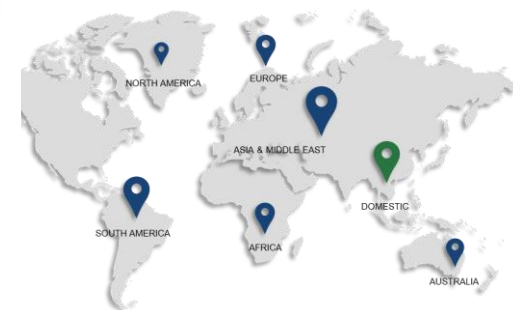 EUROPE
NORTH AMERICA
ASIA & MIDDLE EAST
DOMESTIC
SOUTH AMERICA
AFRICA
AUSTRALIA